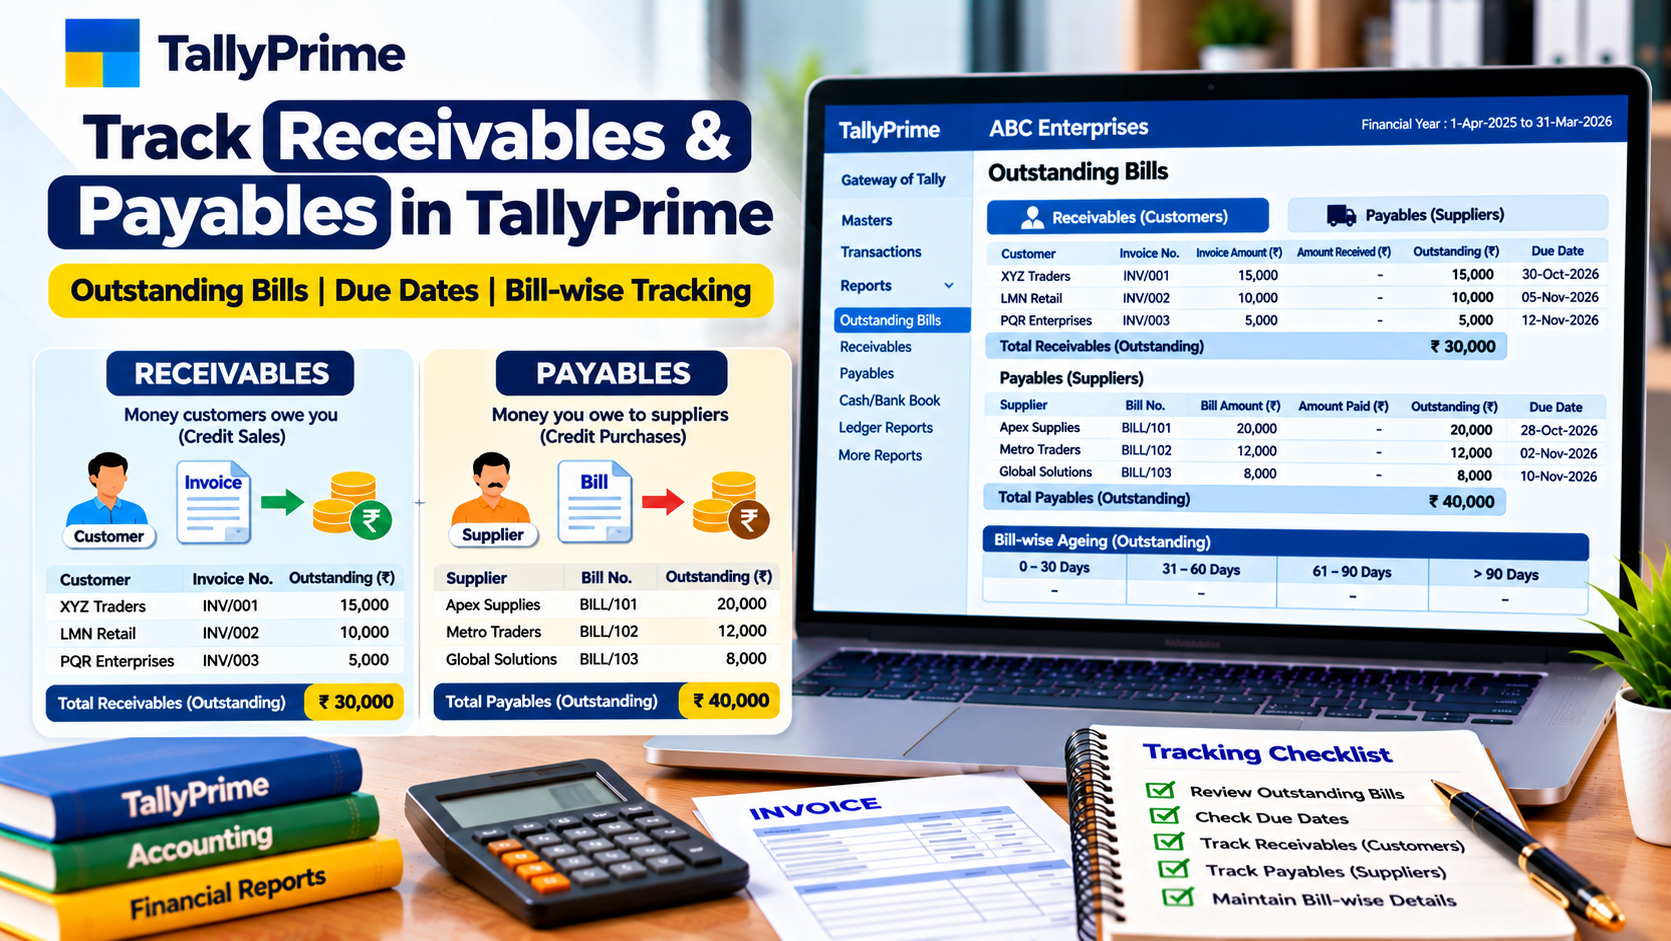 TallyPrime
Track Receivables &
Payables in TallyPrime
Outstanding Bills | Due Dates | Bill-wise Tracking
RECEIVABLES
Money customers owe you
(Credit Sales)
Customer
Invoice
₹
Customer Invoice No. Outstanding (₹)
XYZ Traders INV/001 15,000
LMN Retail INV/002 10,000
PQR Enterprises INV/003 5,000
Total Receivables (Outstanding) ₹ 30,000
PAYABLES
Money you owe to suppliers
(Credit Purchases)
Supplier
Bill
₹
Supplier Bill No. Outstanding (₹)
Apex Supplies BILL/101 20,000
Metro Traders BILL/102 12,000
Global Solutions BILL/103 8,000
Total Payables (Outstanding) ₹ 40,000
TallyPrime
Gateway of Tally
Masters
Transactions
Reports
Outstanding Bills
Receivables
Payables
Cash/Bank Book
Ledger Reports
More Reports
ABC Enterprises
Financial Year : 1-Apr-2025 to 31-Mar-2026
Outstanding Bills
Receivables (Customers)
Payables (Suppliers)
Customer Invoice No. Invoice Amount (₹) Amount Received (₹) Outstanding (₹) Due Date
XYZ Traders INV/001 15,000 - 15,000 30-Oct-2026
LMN Retail INV/002 10,000 - 10,000 05-Nov-2026
PQR Enterprises INV/003 5,000 - 5,000 12-Nov-2026
Total Receivables (Outstanding) ₹ 30,000
Payables (Suppliers)
Supplier Bill No. Bill Amount (₹) Amount Paid (₹) Outstanding (₹) Due Date
Apex Supplies BILL/101 20,000 - 20,000 28-Oct-2026
Metro Traders BILL/102 12,000 - 12,000 02-Nov-2026
Global Solutions BILL/103 8,000 - 8,000 10-Nov-2026
Total Payables (Outstanding) ₹ 40,000
Bill-wise Ageing (Outstanding)
0 – 30 Days 31 – 60 Days 61 – 90 Days > 90 Days
- - - -
TallyPrime
Accounting
Financial Reports
INVOICE
Tracking Checklist
Review Outstanding Bills
Check Due Dates
Track Receivables (Customers)
Track Payables (Suppliers)
Maintain Bill-wise Details